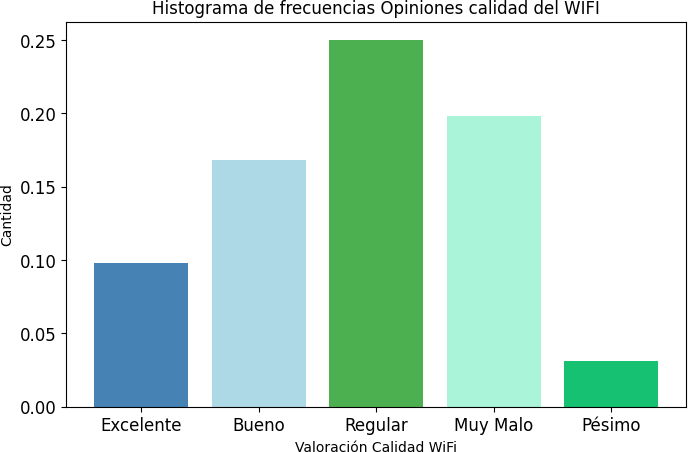 Histograma de frecuencias Opiniones calidad del WIFI
0.25
0.20
0.15
0.10
0.05
0.00
Cantidad
Excelente Bueno Regular Muy Malo Pésimo
Valoración Calidad WiFi